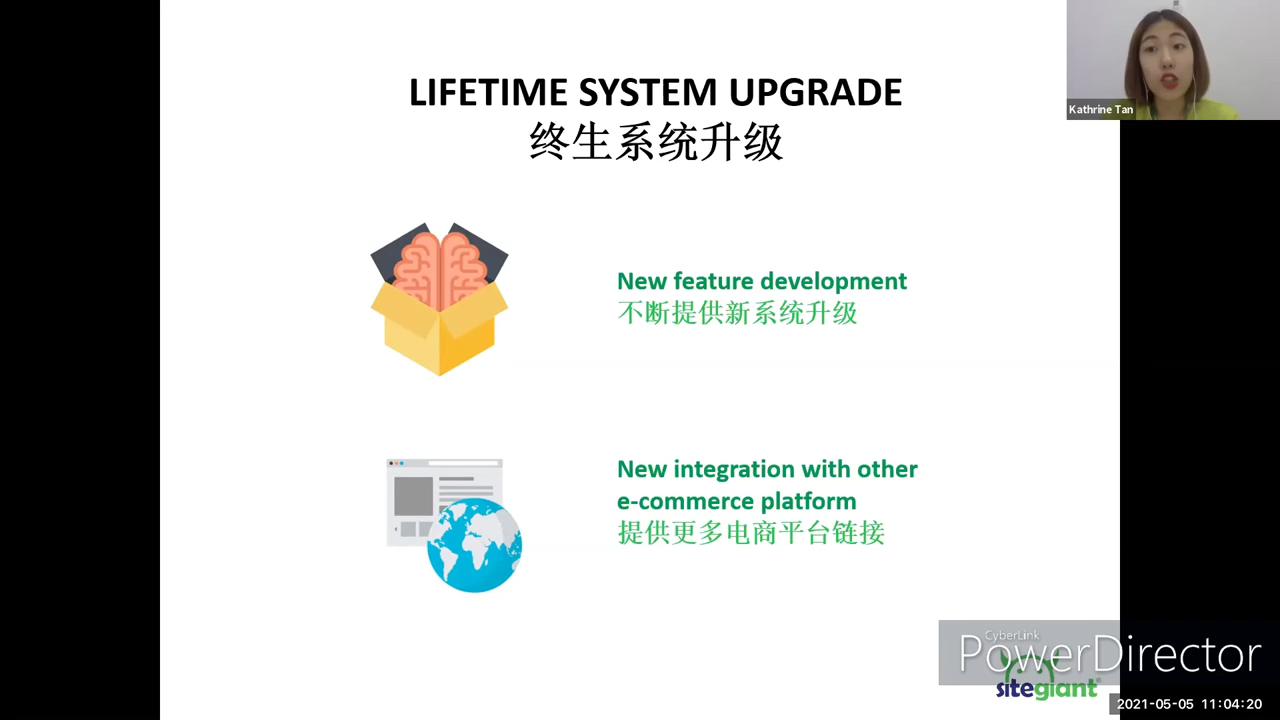 LIFETIME SYSTEM UPGRADE
终生系统升级
Kathrine Tan
New feature development
不断提供新系统升级
New integration with other
e-commerce platform
提供更多电商平台链接
CyberLink
PowerDirector
sitegiant
2021-05-05 11:04:20